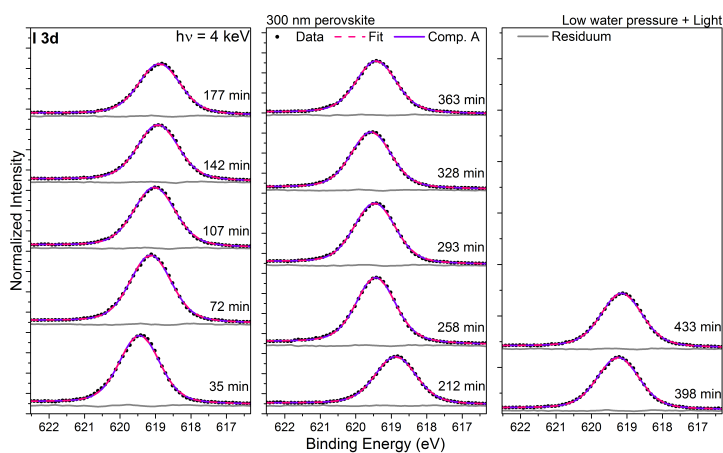 300 nm perovskite
Low water pressure + Light
I 3d
hν = 4 keV
Data
Fit
Comp. A
Residuum
177 min
142 min
107 min
72 min
35 min
363 min
328 min
293 min
258 min
212 min
433 min
398 min
Normalized Intensity
622 621 620 619 618 617
622 621 620 619 618 617
622 621 620 619 618 617
Binding Energy (eV)